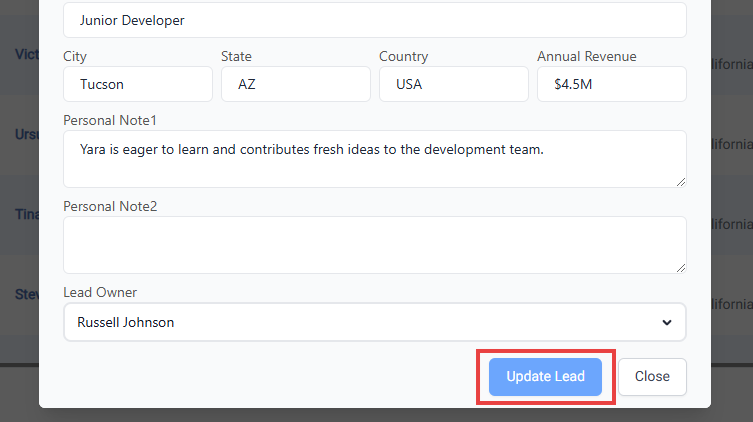 Junior Developer
City State Country Annual Revenue
Tucson AZ USA $4.5M
Personal Note1
Yara is eager to learn and contributes fresh ideas to the development team.
Personal Note2
Lead Owner
Russell Johnson
Update Lead Close
Vict
lifornia
Ursu
lifornia
Tina
lifornia
Stev
lifornia